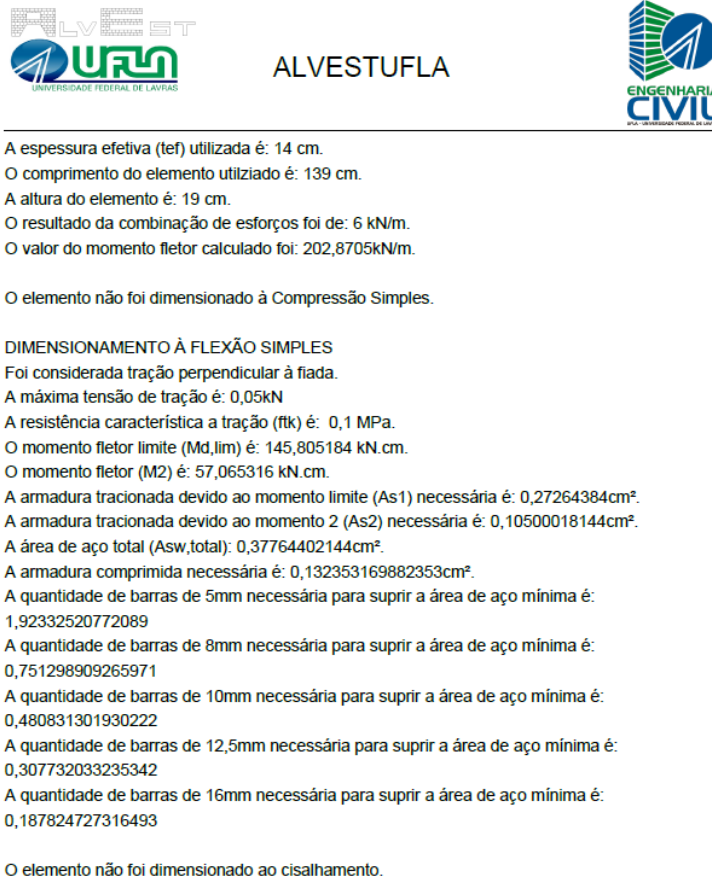 ALVEST
UFLA
UNIVERSIDADE FEDERAL DE LAVRAS
ALVESTUFLA
ENGENHARIA
CIVIL
UFLA - UNIVERSIDADE FEDERAL DE LAV
A espessura efetiva (tef) utilizada é: 14 cm.
O comprimento do elemento utilziado é: 139 cm.
A altura do elemento é: 19 cm.
O resultado da combinação de esforços foi de: 6 kN/m.
O valor do momento fletor calculado foi: 202,8705kN/m.
O elemento não foi dimensionado à Compressão Simples.
DIMENSIONAMENTO À FLEXÃO SIMPLES
Foi considerada tração perpendicular à fiada.
A máxima tensão de tração é: 0,05kN
A resistência característica a tração (ftk) é:  0,1 MPa.
O momento fletor limite (Md,lim) é: 145,805184 kN.cm.
O momento fletor (M2) é: 57,065316 kN.cm.
A armadura tracionada devido ao momento limite (As1) necessária é: 0,27264384cm².
A armadura tracionada devido ao momento 2 (As2) necessária é: 0,10500018144cm².
A área de aço total (Asw,total): 0,37764402144cm².
A armadura comprimida necessária é: 0,132353169882353cm².
A quantidade de barras de 5mm necessária para suprir a área de aço mínima é:
1,92332520772089
A quantidade de barras de 8mm necessária para suprir a área de aço mínima é:
0,751298909265971
A quantidade de barras de 10mm necessária para suprir a área de aço mínima é:
0,480831301930222
A quantidade de barras de 12,5mm necessária para suprir a área de aço mínima é:
0,307732033235342
A quantidade de barras de 16mm necessária para suprir a área de aço mínima é:
0,187824727316493
O elemento não foi dimensionado ao cisalhamento.